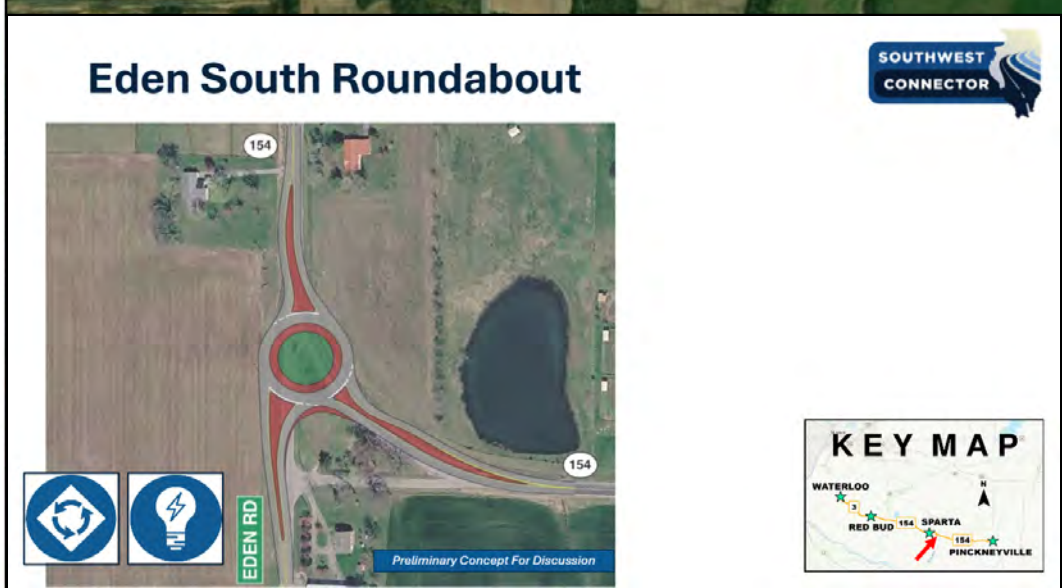 Eden South Roundabout
SOUTHWEST
CONNECTOR
154
154
EDEN RD
Preliminary Concept For Discussion
KEY MAP
N
WATERLOO
3
RED BUD
154
SPARTA
154
PINCKNEYVILLE